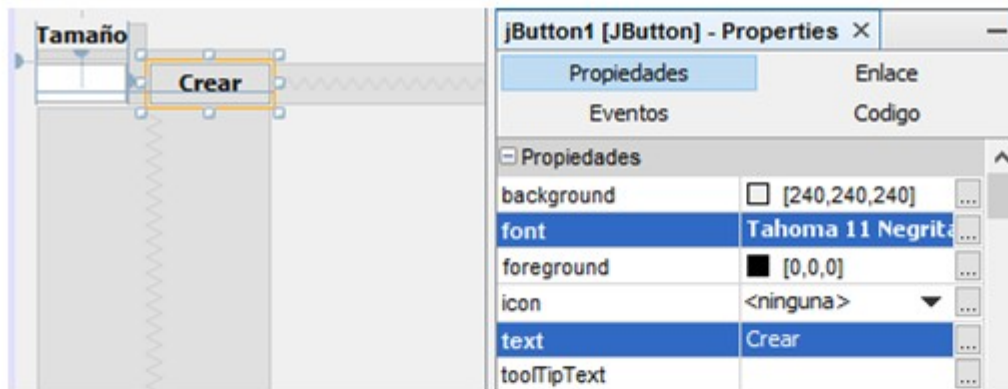 Tamaño
Crear
jButton1 [JButton] - Properties
Propiedades Enlace
Eventos Codigo
Propiedades
background [240,240,240] ...
font Tahoma 11 Negrita ...
foreground [0,0,0] ...
icon <ninguna> ...
text Crear ...
toolTipText ...